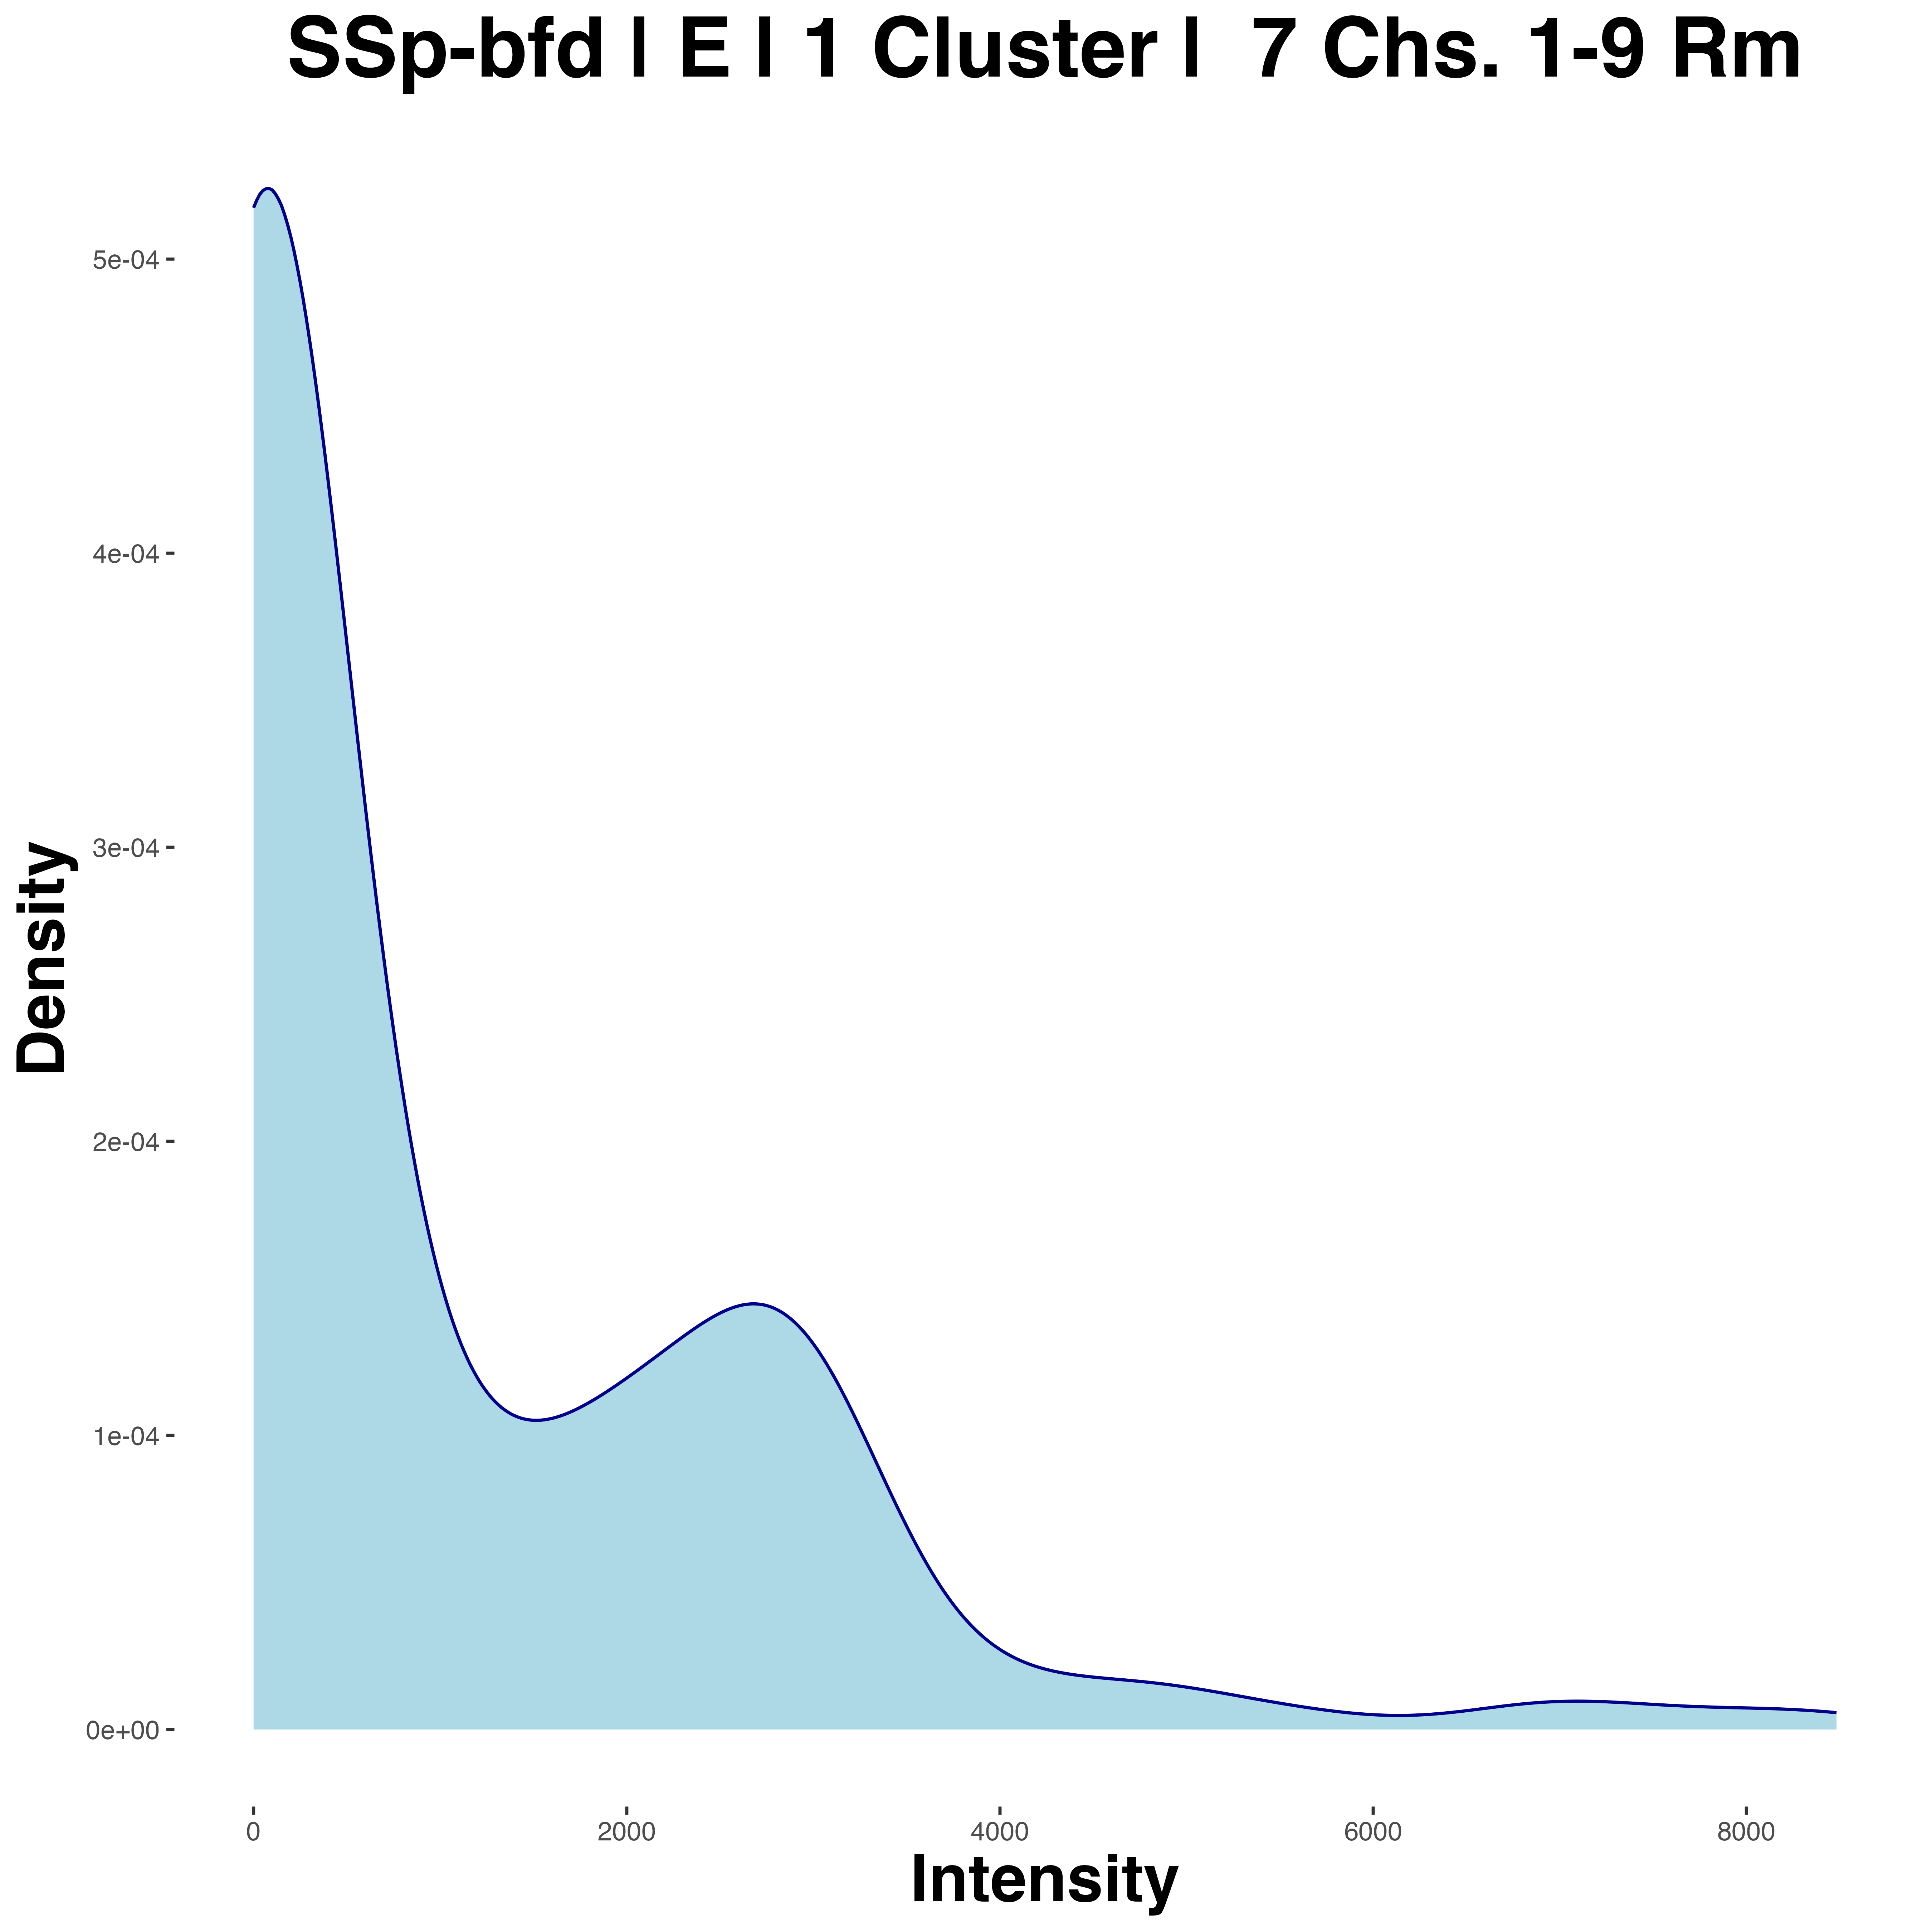 SSp-bfd | E | 1 Cluster |  7 Chs. 1-9 Rm
5e-04
4e-04
3e-04
2e-04
1e-04
0e+00
Density
0 2000 4000 6000 8000
Intensity